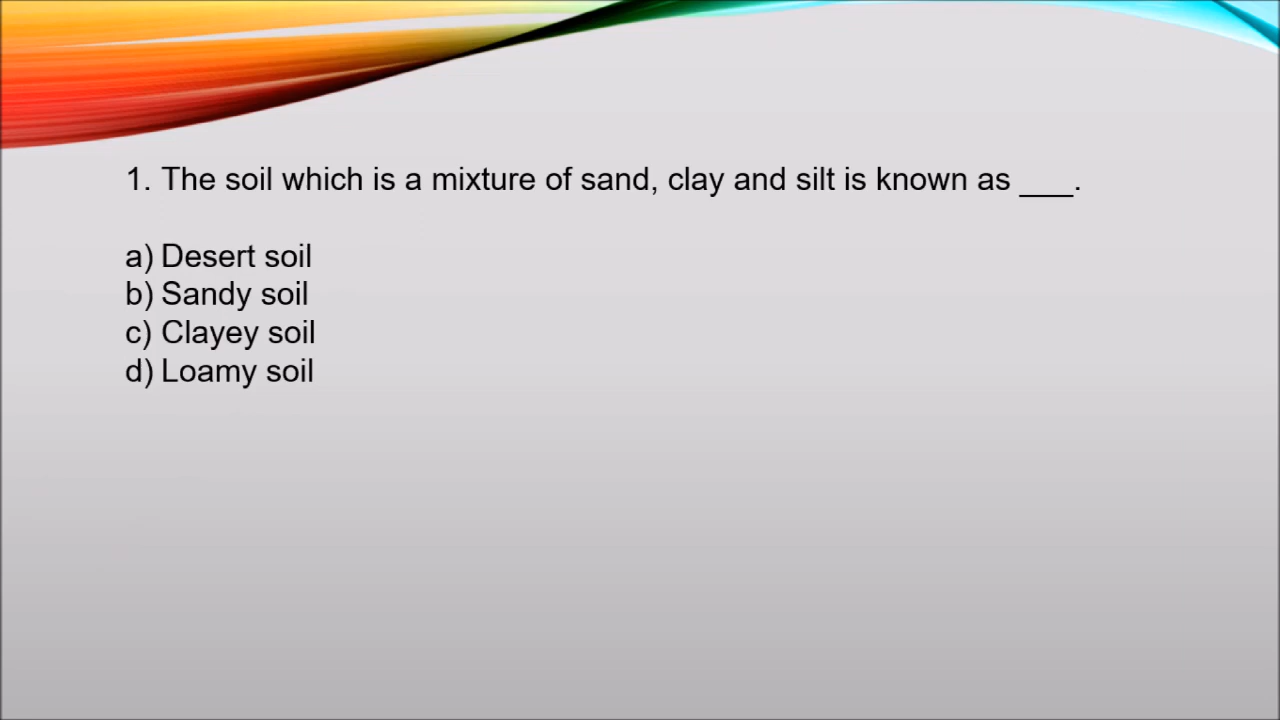 1. The soil which is a mixture of sand, clay and silt is known as ___.
a) Desert soil
b) Sandy soil
c) Clayey soil
d) Loamy soil